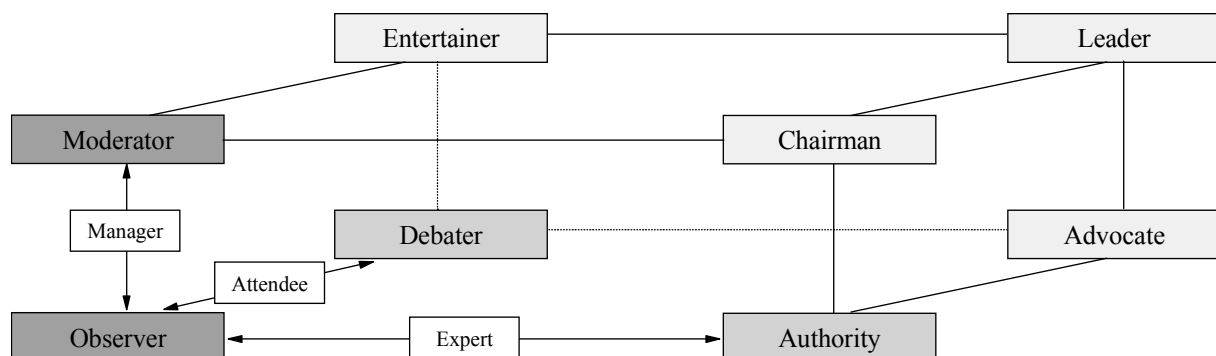 Entertainer
Leader
Moderator
Chairman
Manager
Debater
Advocate
Attendee
Observer
Expert
Authority